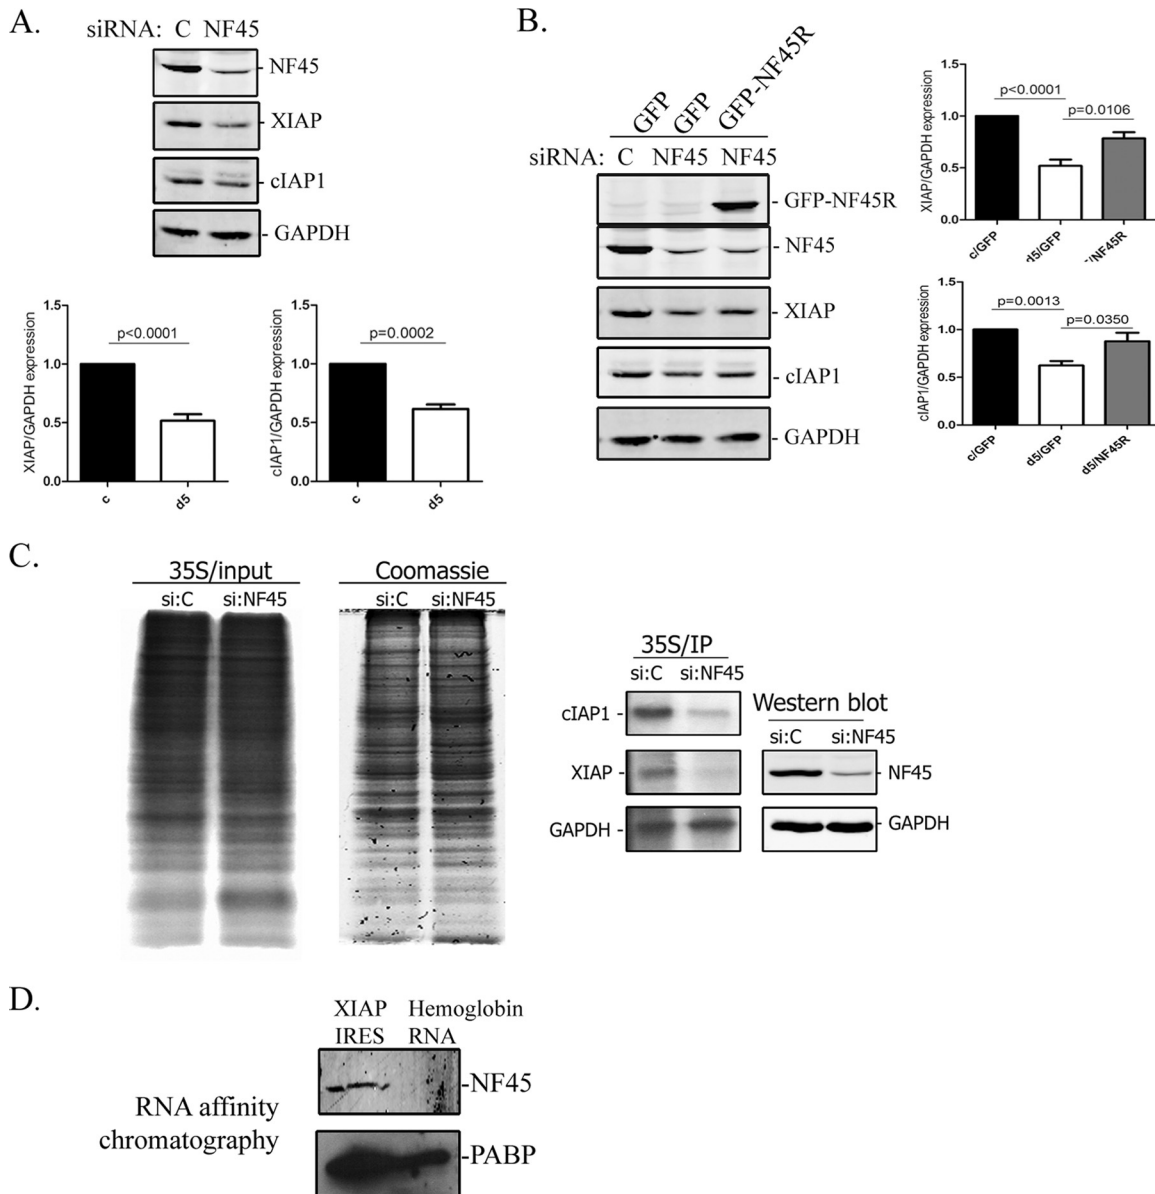 A.
siRNA: C NF45
- NF45
- XIAP
- cIAP1
- GAPDH
XIAP/GAPDH expression
1.5
1.0
0.5
0.0
p<0.0001
c
d5
cIAP1/GAPDH expression
1.5
1.0
0.5
0.0
p=0.0002
c
d5
B.
GFP GFP GFP-NF45R
siRNA: C NF45 NF45
- GFP-NF45R
- NF45
- XIAP
- cIAP1
- GAPDH
XIAP/GAPDH expression
1.5
1.0
0.5
0.0
p<0.0001
p=0.0106
c/GFP
d5/GFP
/NF45R
cIAP1/GAPDH expression
1.5
1.0
0.5
0.0
p=0.0013
p=0.0350
c/GFP
d5/GFP
d5/NF45R
C.
35S/input
si:C si:NF45
Coomassie
si:C si:NF45
35S/IP
si:C si:NF45
cIAP1 -
XIAP -
GAPDH -
Western blot
si:C si:NF45
- NF45
- GAPDH
D.
XIAP Hemoglobin
IRES RNA
RNA affinity
chromatography
-NF45
-PABP